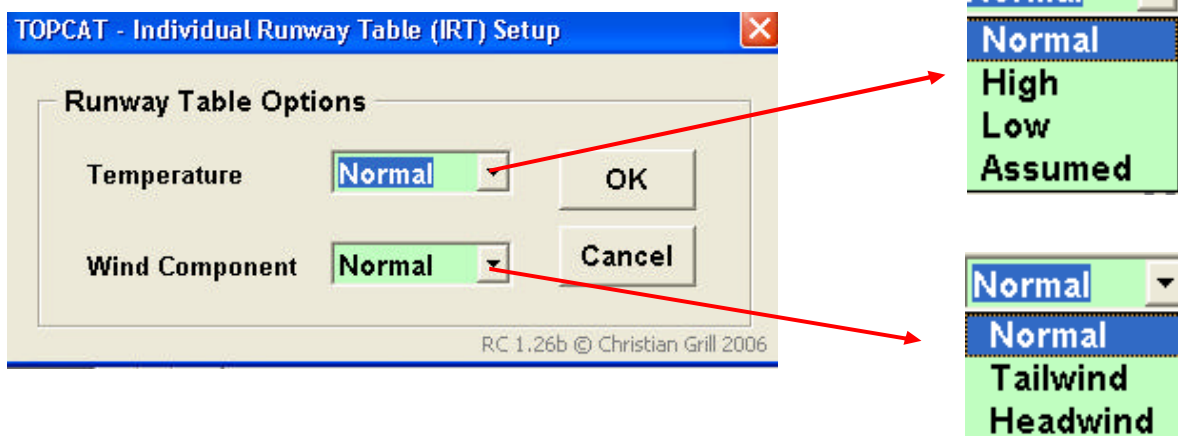 TOPCAT - Individual Runway Table (IRT) Setup
Runway Table Options
Temperature
Normal
OK
Wind Component
Normal
Cancel
RC 1.26b © Christian Grill 2006
Normal
Normal
High
Low
Assumed
Normal
Normal
Tailwind
Headwind